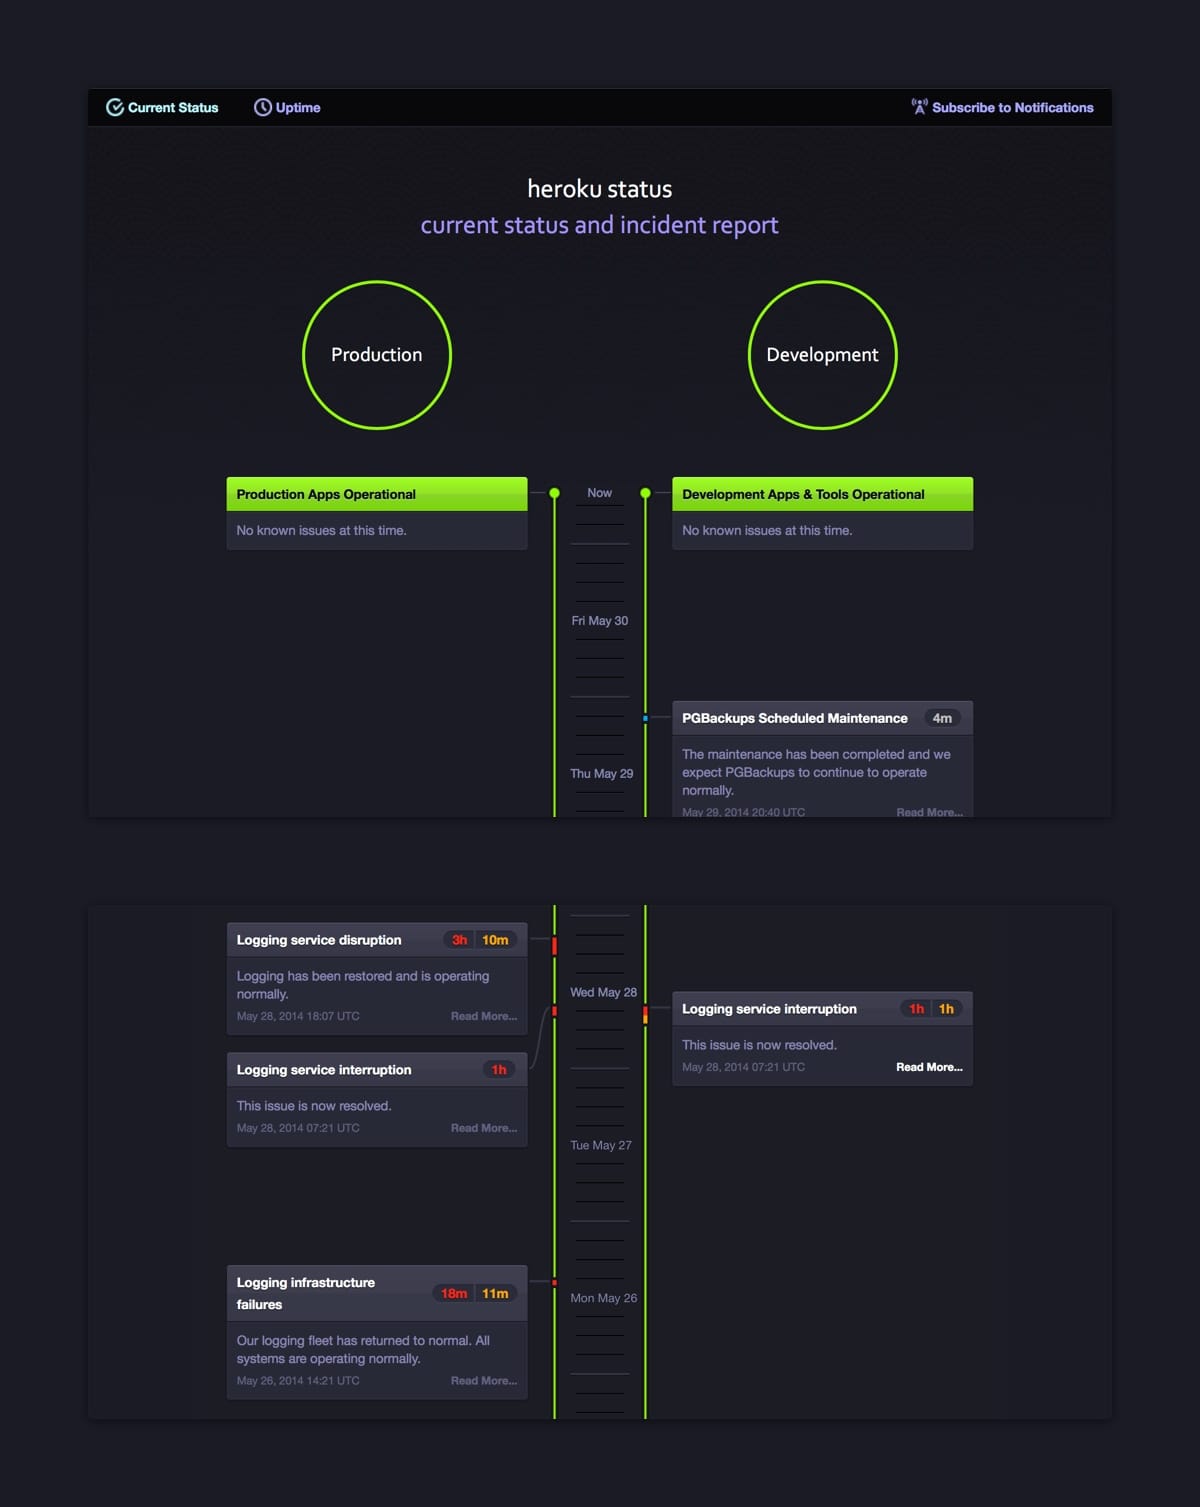 Current Status
Uptime
Subscribe to Notifications
heroku status
current status and incident report
Production
Development
Production Apps Operational
No known issues at this time.
Now
Development Apps & Tools Operational
No known issues at this time.
Fri May 30
PGBackups Scheduled Maintenance 4m
The maintenance has been completed and we
expect PGBackups to continue to operate
normally.
May 29, 2014 20:40 UTC Read More...
Thu May 29
Logging service disruption 3h 10m
Logging has been restored and is operating
normally.
May 28, 2014 18:07 UTC Read More...
Wed May 28
Logging service interruption 1h 1h
This issue is now resolved.
May 28, 2014 07:21 UTC Read More...
Logging service interruption 1h
This issue is now resolved.
May 28, 2014 07:21 UTC Read More...
Tue May 27
Logging infrastructure
failures
18m 11m
Our logging fleet has returned to normal. All
systems are operating normally.
May 26, 2014 14:21 UTC Read More...
Mon May 26